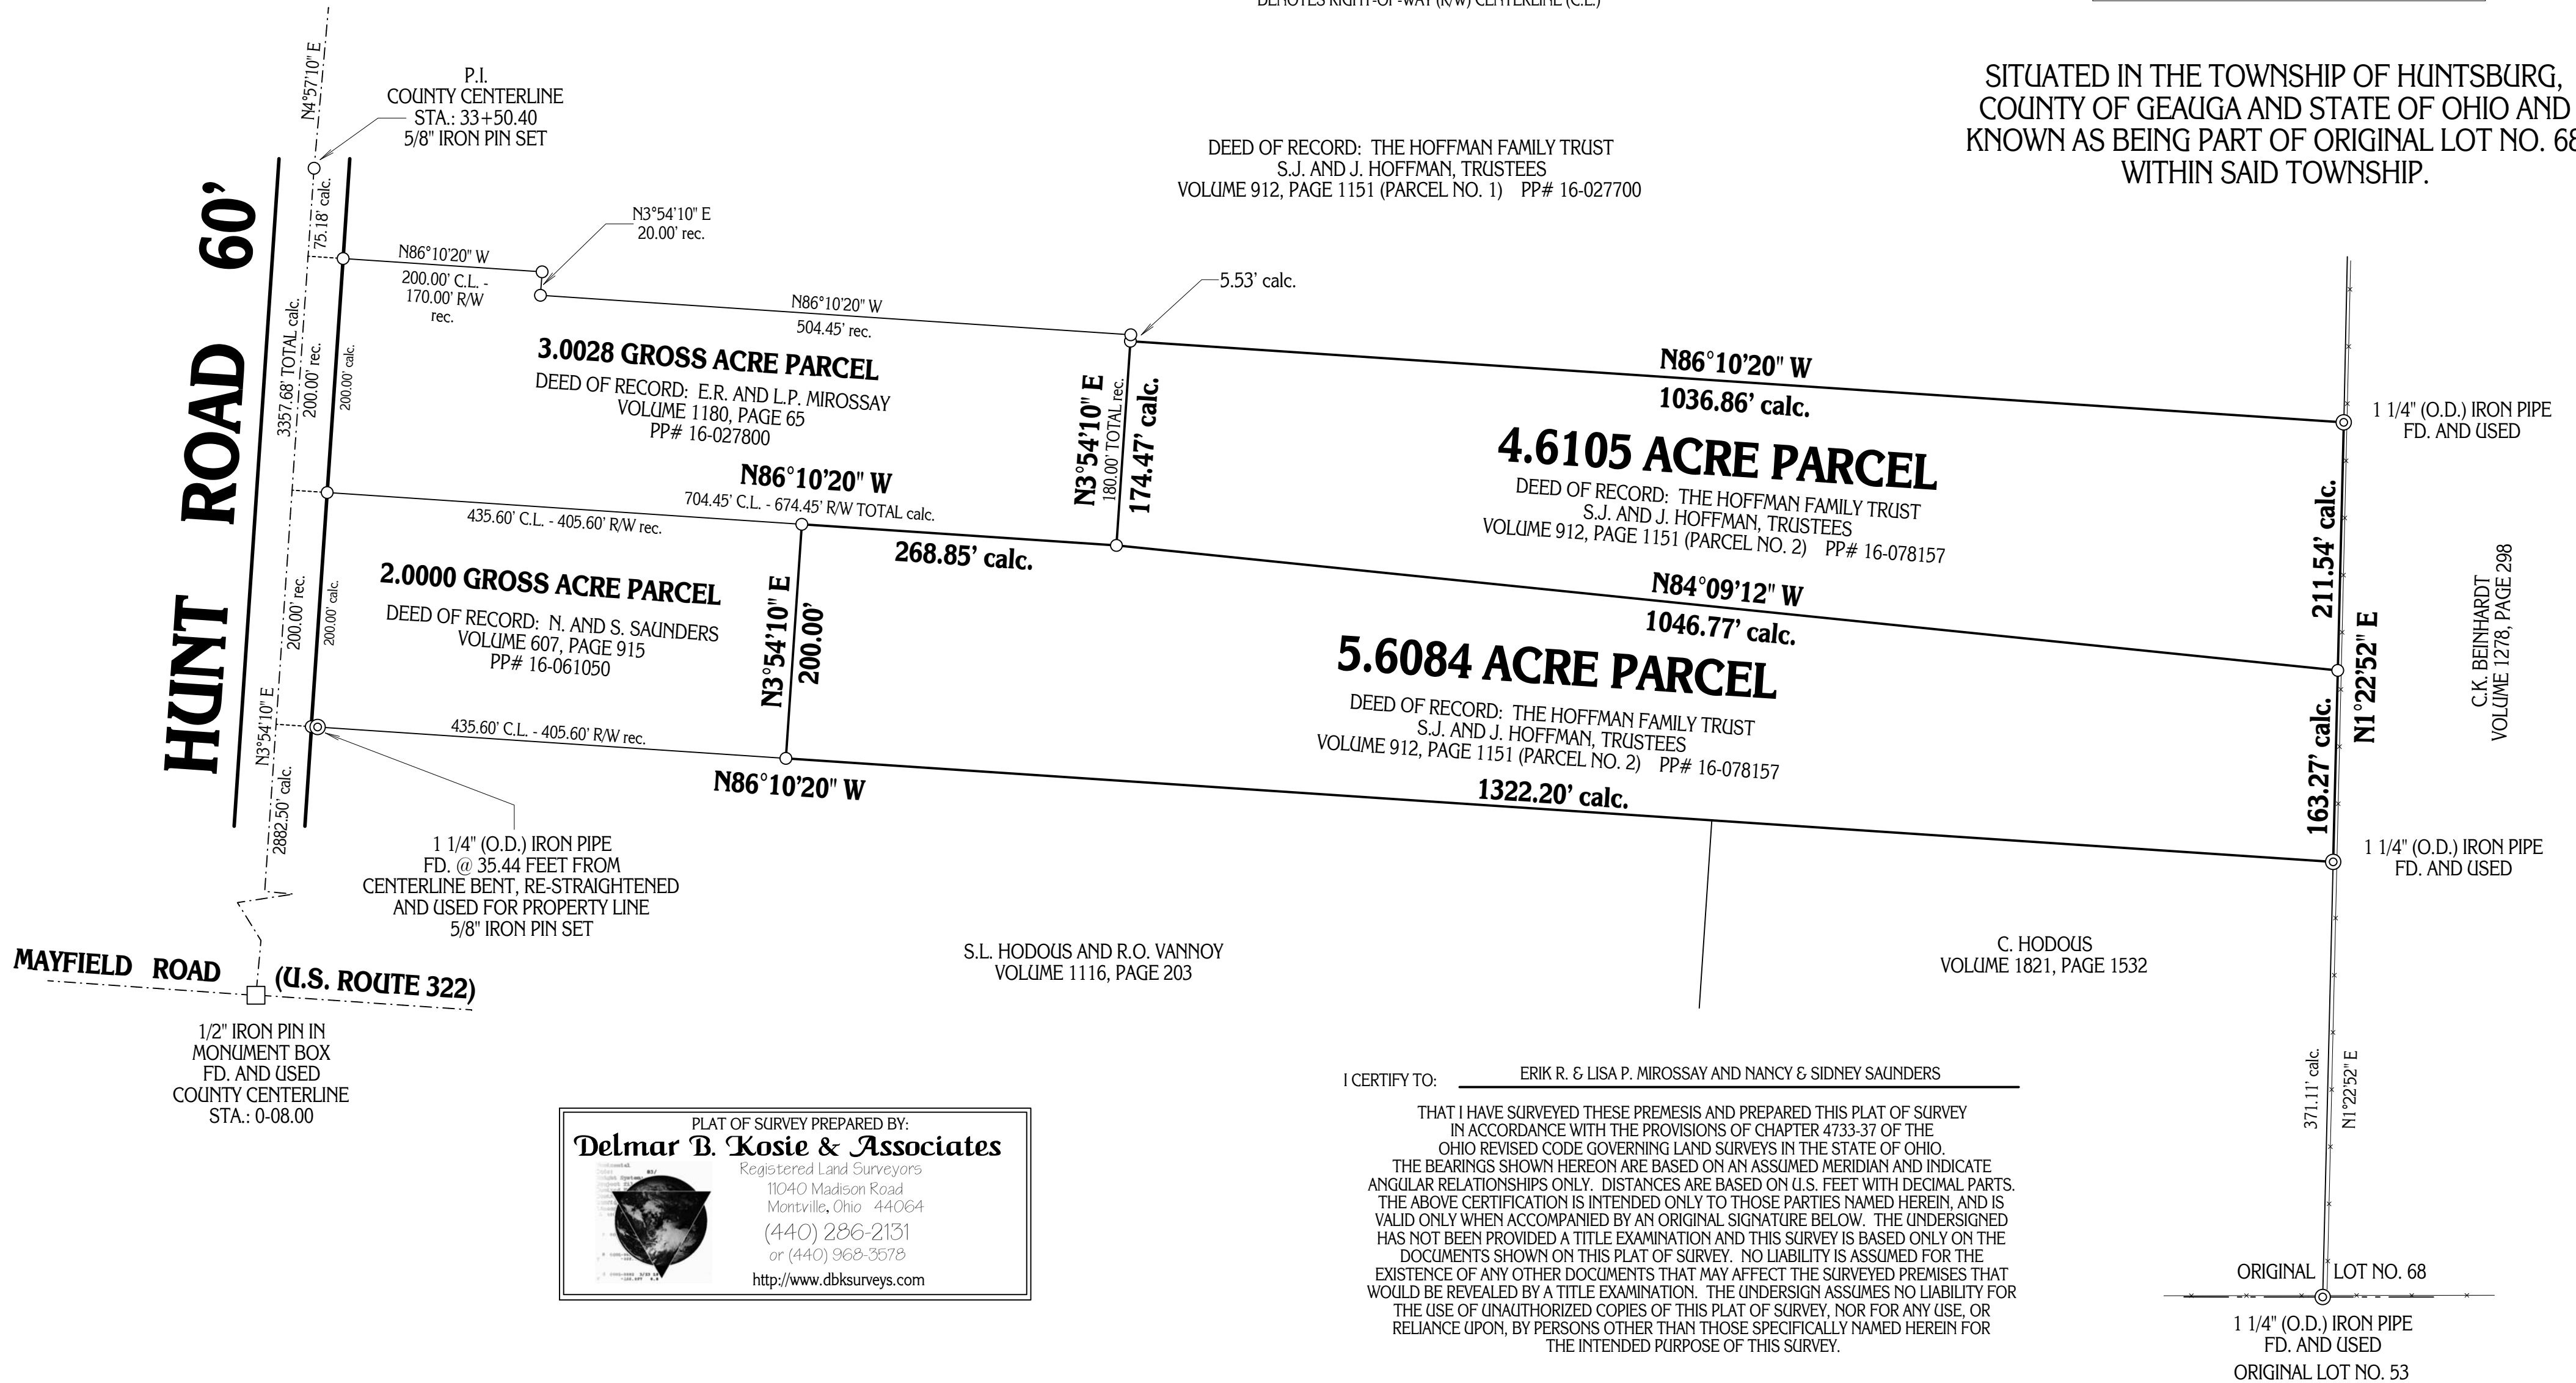 DENOTES RIGHT-OF-WAY (R/W) CENTERLINE (C.L.)
SITUATED IN THE TOWNSHIP OF HUNTSBURG,
COUNTY OF GEAUGA AND STATE OF OHIO AND
KNOWN AS BEING PART OF ORIGINAL LOT NO. 68
WITHIN SAID TOWNSHIP.
N4°57'10" E
P.I.
COUNTY CENTERLINE
STA.: 33+50.40
5/8" IRON PIN SET
DEED OF RECORD: THE HOFFMAN FAMILY TRUST
S.J. AND J. HOFFMAN, TRUSTEES
VOLUME 912, PAGE 1151 (PARCEL NO. 1) PP# 16-027700
HUNT ROAD 60'
75.18' calc.
3357.68' TOTAL calc.
200.00' rec.
200.00' calc.
N86°10'20" W
200.00' C.L. -
170.00' R/W
rec.
N3°54'10" E
20.00' rec.
N86°10'20" W
504.45' rec.
5.53' calc.
3.0028 GROSS ACRE PARCEL
DEED OF RECORD: E.R. AND L.P. MIROSSAY
VOLUME 1180, PAGE 65
PP# 16-027800
N3°54'10" E
180.00' TOTAL rec.
174.47' calc.
N86°10'20" W
1036.86' calc.
4.6105 ACRE PARCEL
DEED OF RECORD: THE HOFFMAN FAMILY TRUST
S.J. AND J. HOFFMAN, TRUSTEES
VOLUME 912, PAGE 1151 (PARCEL NO. 2) PP# 16-078157
1 1/4" (O.D.) IRON PIPE
FD. AND USED
211.54' calc.
N1°22'52" E
C.K. BEINHARDT
VOLUME 1278, PAGE 298
N86°10'20" W
704.45' C.L. - 674.45' R/W TOTAL calc.
435.60' C.L. - 405.60' R/W rec.
268.85' calc.
200.00' rec.
200.00' calc.
2.0000 GROSS ACRE PARCEL
DEED OF RECORD: N. AND S. SAUNDERS
VOLUME 607, PAGE 915
PP# 16-061050
N3°54'10" E
200.00'
N84°09'12" W
1046.77' calc.
5.6084 ACRE PARCEL
DEED OF RECORD: THE HOFFMAN FAMILY TRUST
S.J. AND J. HOFFMAN, TRUSTEES
VOLUME 912, PAGE 1151 (PARCEL NO. 2) PP# 16-078157
163.27' calc.
N3°54'10" E
2882.50' calc.
435.60' C.L. - 405.60' R/W rec.
N86°10'20" W
1322.20' calc.
1 1/4" (O.D.) IRON PIPE
FD. @ 35.44 FEET FROM
CENTERLINE BENT, RE-STRAIGHTENED
AND USED FOR PROPERTY LINE
5/8" IRON PIN SET
1 1/4" (O.D.) IRON PIPE
FD. AND USED
S.L. HODOUS AND R.O. VANNOY
VOLUME 1116, PAGE 203
C. HODOUS
VOLUME 1821, PAGE 1532
MAYFIELD ROAD (U.S. ROUTE 322)
1/2" IRON PIN IN
MONUMENT BOX
FD. AND USED
COUNTY CENTERLINE
STA.: 0-08.00
PLAT OF SURVEY PREPARED BY:
Delmar B. Kosie & Associates
Registered Land Surveyors
11040 Madison Road
Montville, Ohio 44064
(440) 286-2131
or (440) 968-3578
http://www.dbksurveys.com
I CERTIFY TO: ERIK R. & LISA P. MIROSSAY AND NANCY & SIDNEY SAUNDERS
THAT I HAVE SURVEYED THESE PREMESIS AND PREPARED THIS PLAT OF SURVEY
IN ACCORDANCE WITH THE PROVISIONS OF CHAPTER 4733-37 OF THE
OHIO REVISED CODE GOVERNING LAND SURVEYS IN THE STATE OF OHIO.
THE BEARINGS SHOWN HEREON ARE BASED ON AN ASSUMED MERIDIAN AND INDICATE
ANGULAR RELATIONSHIPS ONLY. DISTANCES ARE BASED ON U.S. FEET WITH DECIMAL PARTS.
THE ABOVE CERTIFICATION IS INTENDED ONLY TO THOSE PARTIES NAMED HEREIN, AND IS
VALID ONLY WHEN ACCOMPANIED BY AN ORIGINAL SIGNATURE BELOW. THE UNDERSIGNED
HAS NOT BEEN PROVIDED A TITLE EXAMINATION AND THIS SURVEY IS BASED ONLY ON THE
DOCUMENTS SHOWN ON THIS PLAT OF SURVEY. NO LIABILITY IS ASSUMED FOR THE
EXISTENCE OF ANY OTHER DOCUMENTS THAT MAY AFFECT THE SURVEYED PREMISES THAT
WOULD BE REVEALED BY A TITLE EXAMINATION. THE UNDERSIGN ASSUMES NO LIABILITY FOR
THE USE OF UNAUTHORIZED COPIES OF THIS PLAT OF SURVEY, NOR FOR ANY USE, OR
RELIANCE UPON, BY PERSONS OTHER THAN THOSE SPECIFICALLY NAMED HEREIN FOR
THE INTENDED PURPOSE OF THIS SURVEY.
371.11' calc.
N1°22'52" E
ORIGINAL LOT NO. 68
1 1/4" (O.D.) IRON PIPE
FD. AND USED
ORIGINAL LOT NO. 53